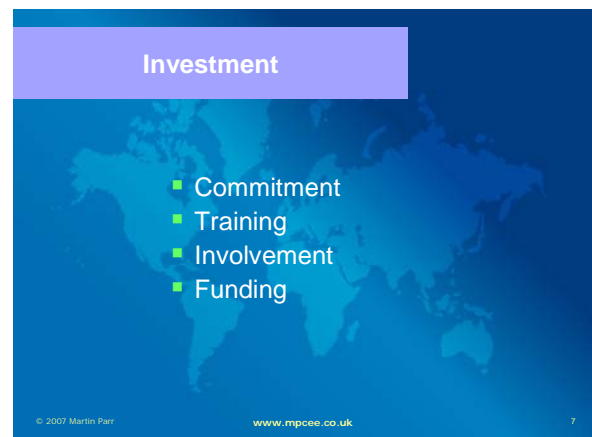 Investment
Commitment
Training
Involvement
Funding
© 2007 Martin Parr www.mpcee.co.uk 7